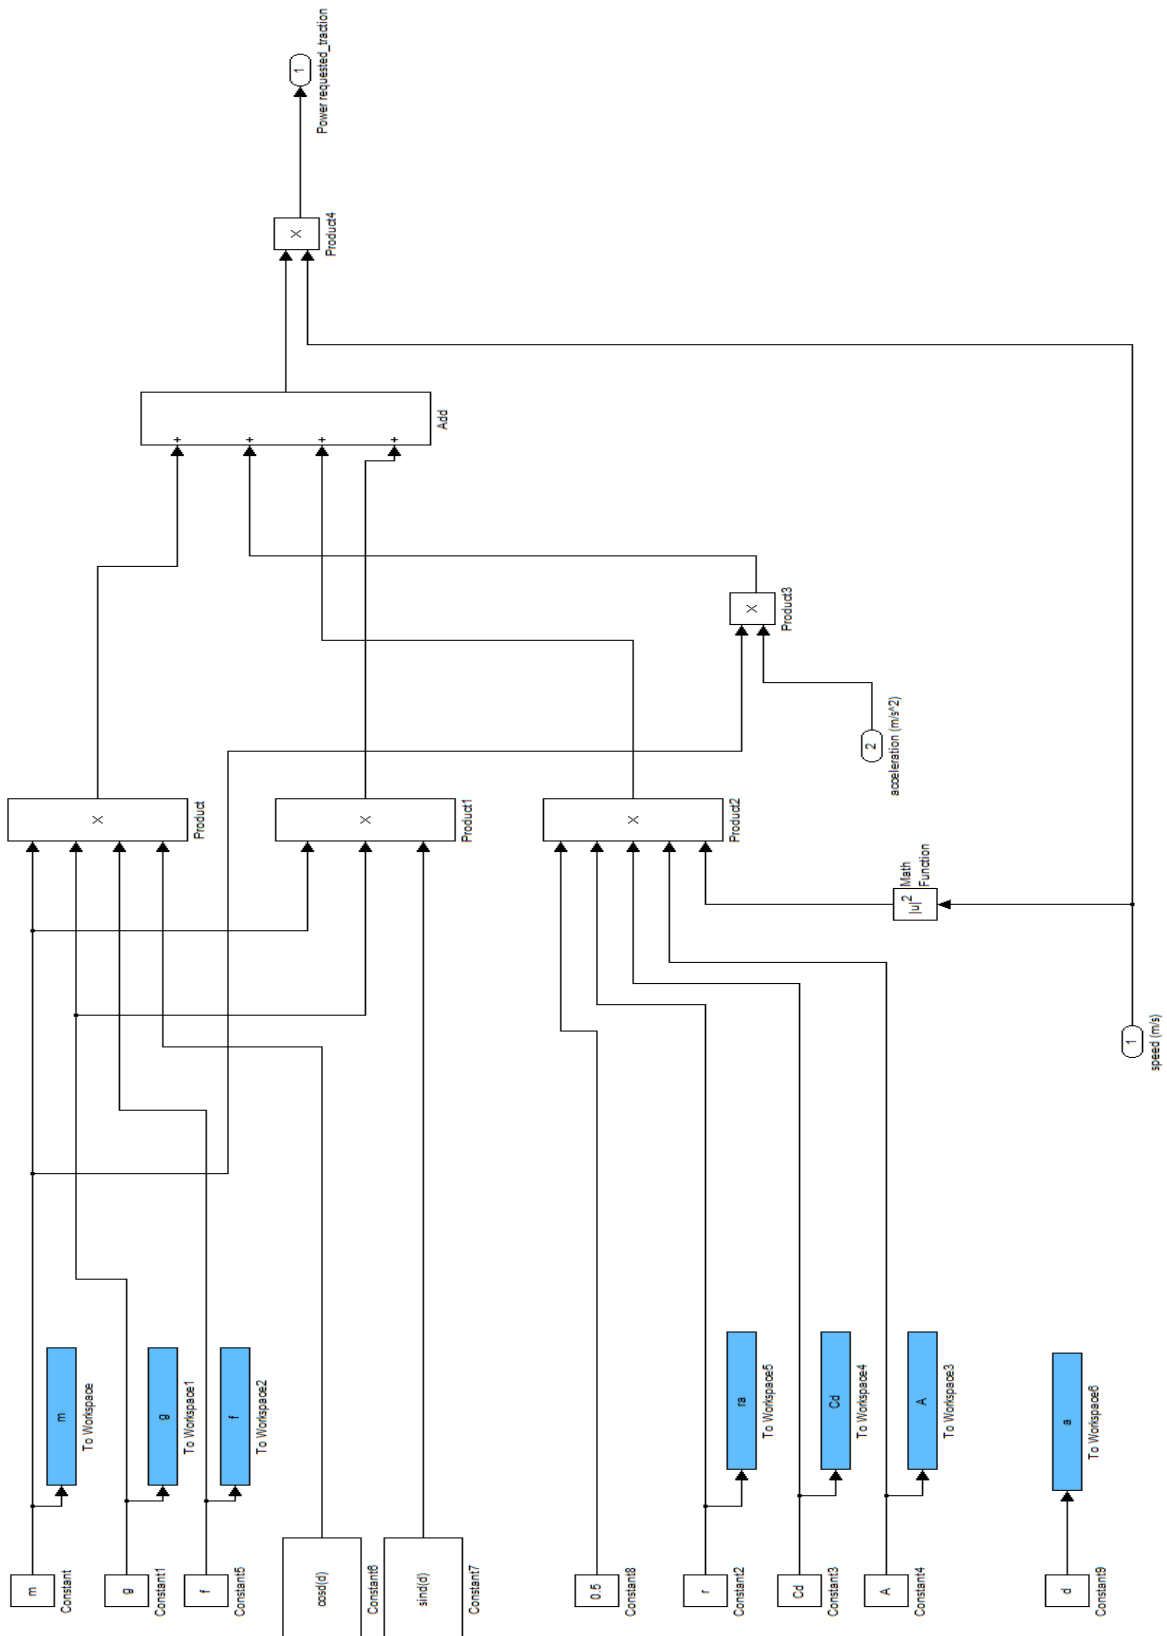 m
Constant
m
To Workspace
g
Constant1
g
To Workspace1
f
Constant5
f
To Workspace2
cosd(d)
Constant6
sind(d)
Constant7
0.5
Constant8
r
Constant2
ra
To Workspace5
Cd
Constant3
Cd
To Workspace4
A
Constant4
A
To Workspace3
d
Constant9
a
To Workspace6
1
speed (m/s)
|u|²
Math
Function
2
acceleration (m/s^2)
X
Product
X
Product1
X
Product2
X
Product3
+
+
+
+
Add
X
Product4
1
Power requested_traction